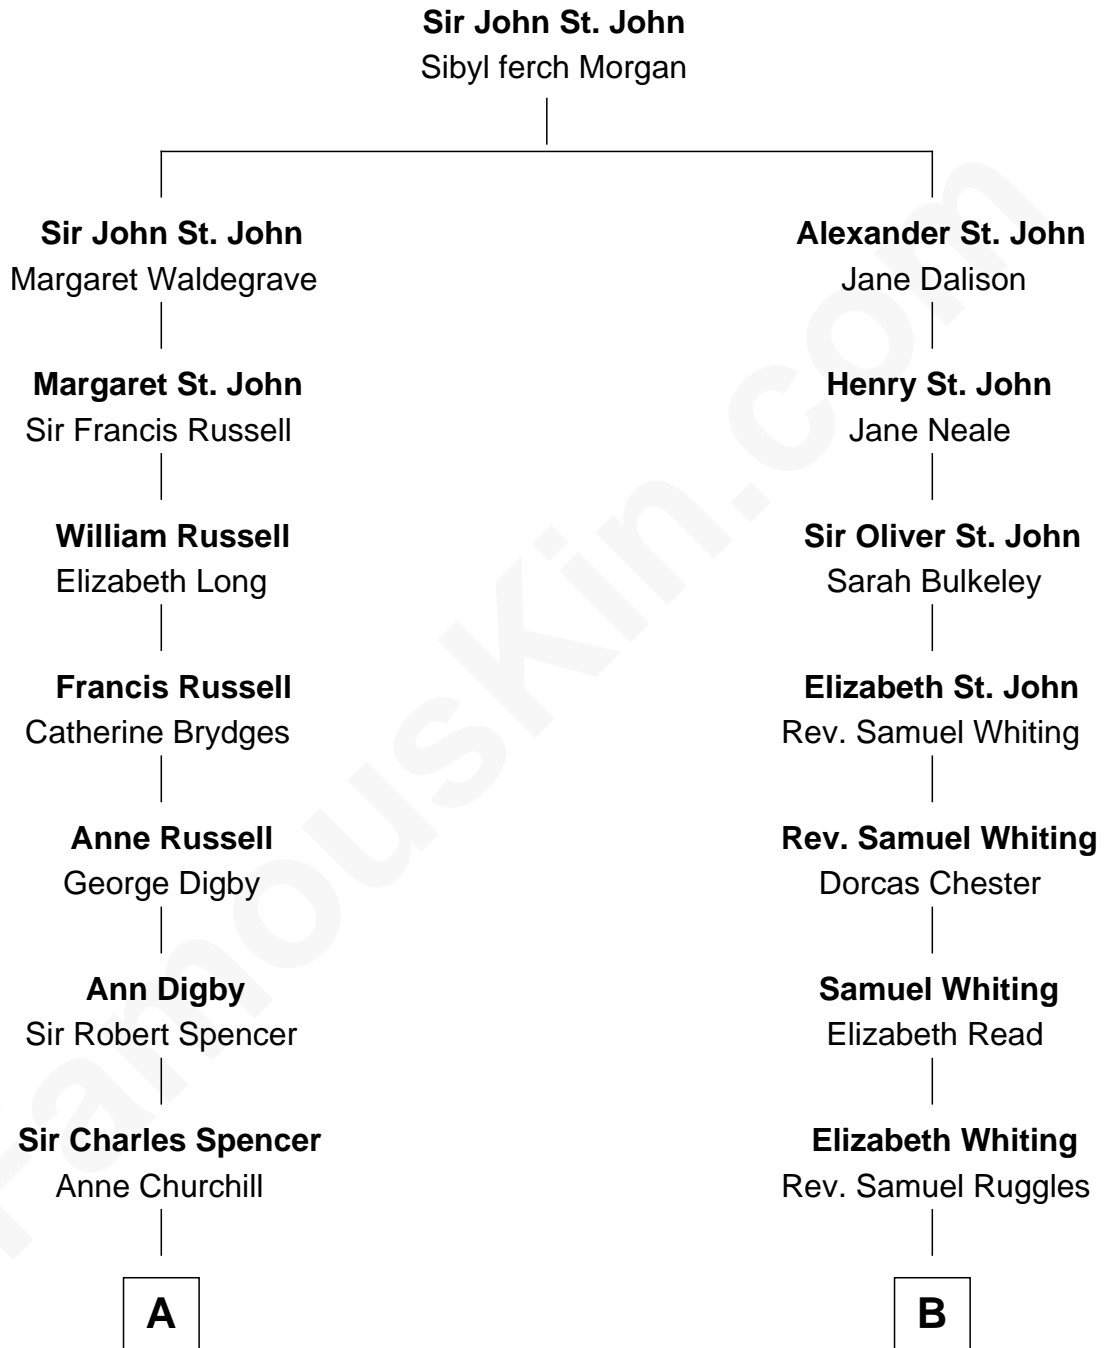 Sir John St. John
Sibyl ferch Morgan
Sir John St. John
Margaret Waldegrave
Margaret St. John
Sir Francis Russell
William Russell
Elizabeth Long
Francis Russell
Catherine Brydges
Anne Russell
George Digby
Ann Digby
Sir Robert Spencer
Sir Charles Spencer
Anne Churchill
A
Alexander St. John
Jane Dalison
Henry St. John
Jane Neale
Sir Oliver St. John
Sarah Bulkeley
Elizabeth St. John
Rev. Samuel Whiting
Rev. Samuel Whiting
Dorcas Chester
Samuel Whiting
Elizabeth Read
Elizabeth Whiting
Rev. Samuel Ruggles
B
FamousKin.com